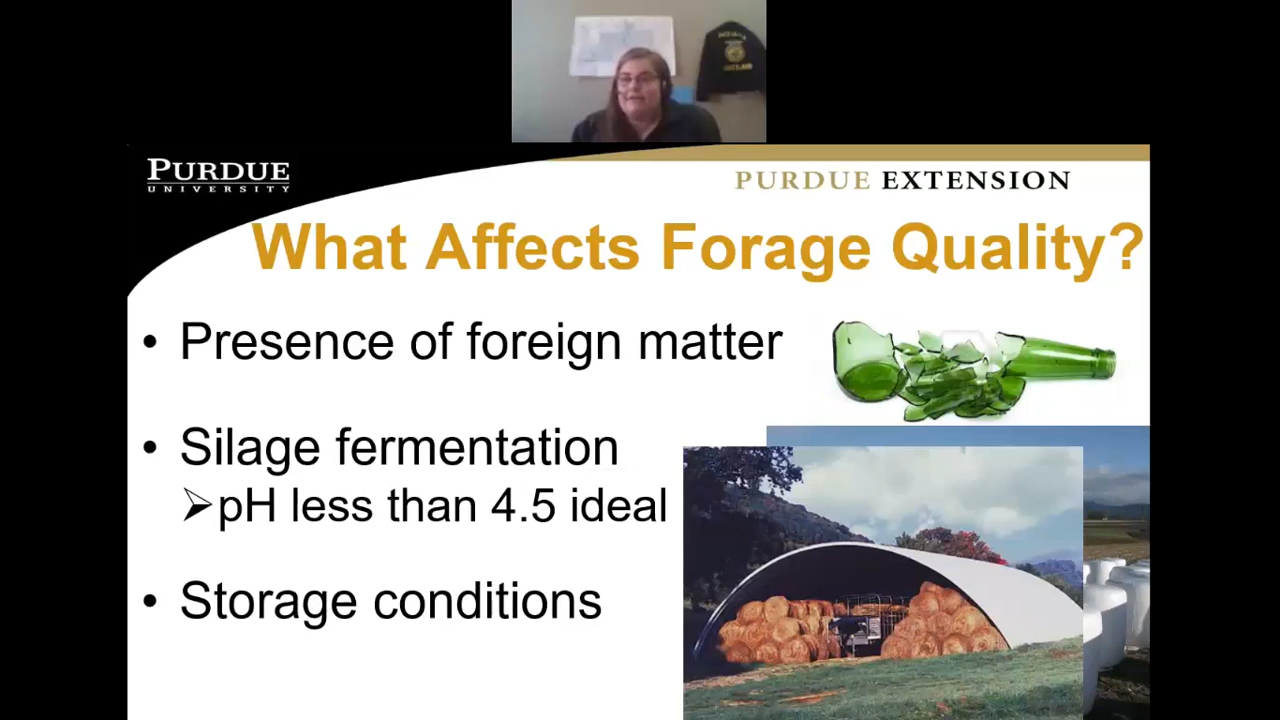 PURDUE
UNIVERSITY
PURDUE EXTENSION
What Affects Forage Quality?
• Presence of foreign matter
• Silage fermentation
➢pH less than 4.5 ideal
• Storage conditions